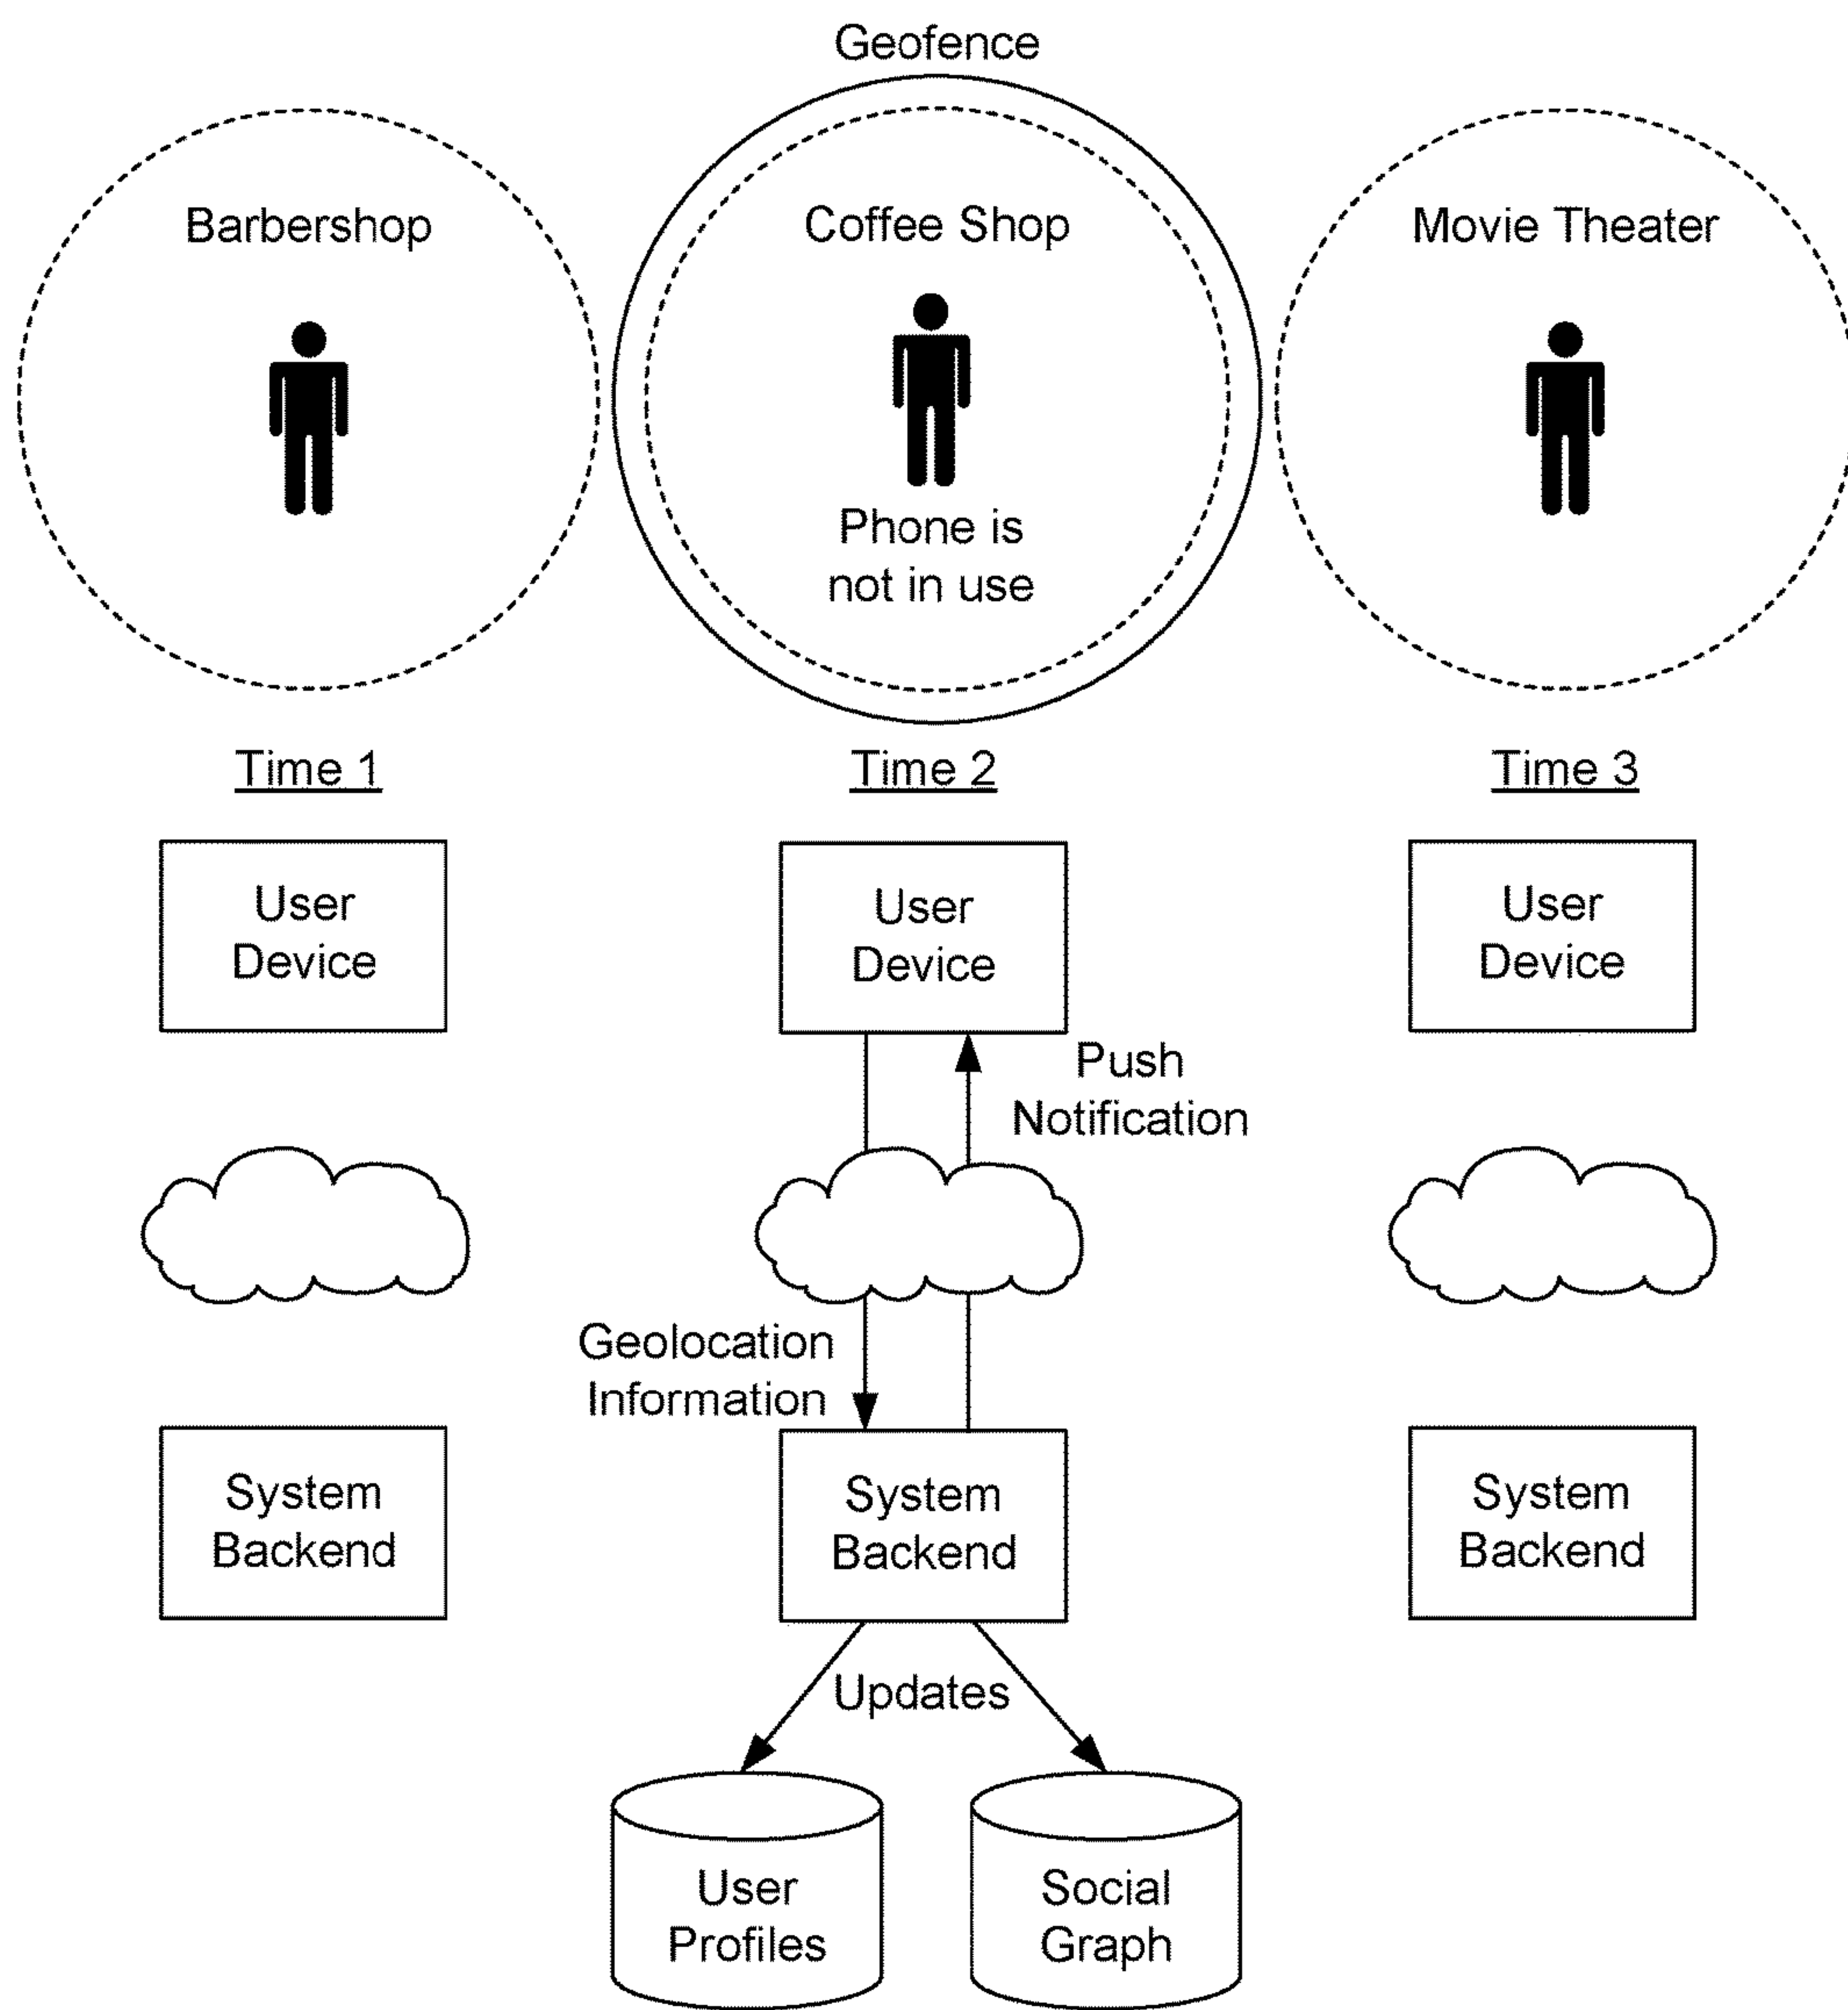 Geofence
Barbershop
Coffee Shop
Movie Theater
Phone is
not in use
Time 1
Time 2
Time 3
User
Device
User
Device
User
Device
Push
Notification
Geolocation
Information
System
Backend
System
Backend
System
Backend
Updates
User
Profiles
Social
Graph